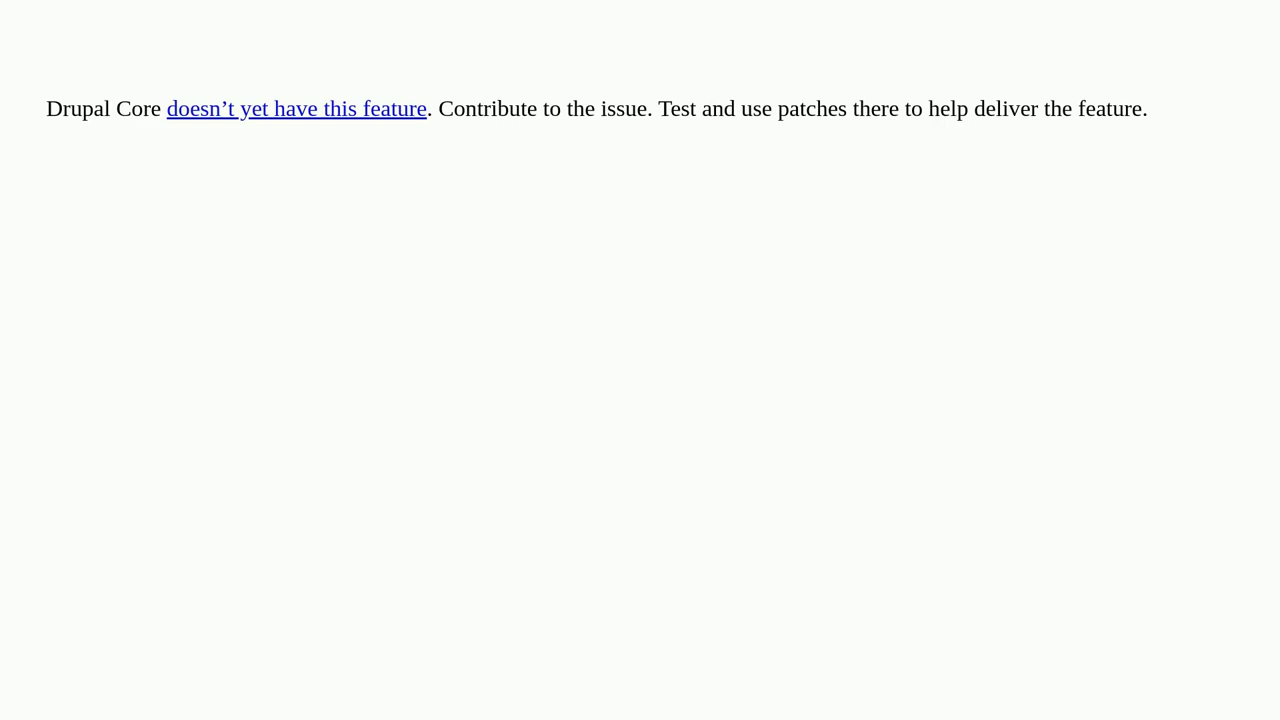 Drupal Core doesn’t yet have this feature. Contribute to the issue. Test and use patches there to help deliver the feature.